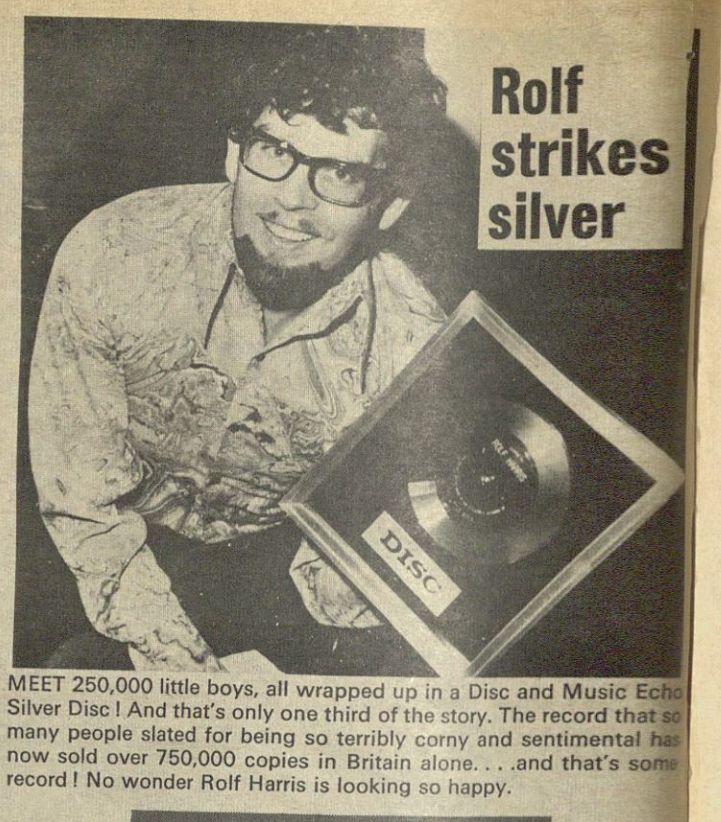 Rolf
strikes
silver
ROLF HARRIS
DISC
MEET 250,000 little boys, all wrapped up in a Disc and Music Echo
Silver Disc! And that's only one third of the story. The record that so
many people slated for being so terribly corny and sentimental has
now sold over 750,000 copies in Britain alone. . . .and that's some
record! No wonder Rolf Harris is looking so happy.